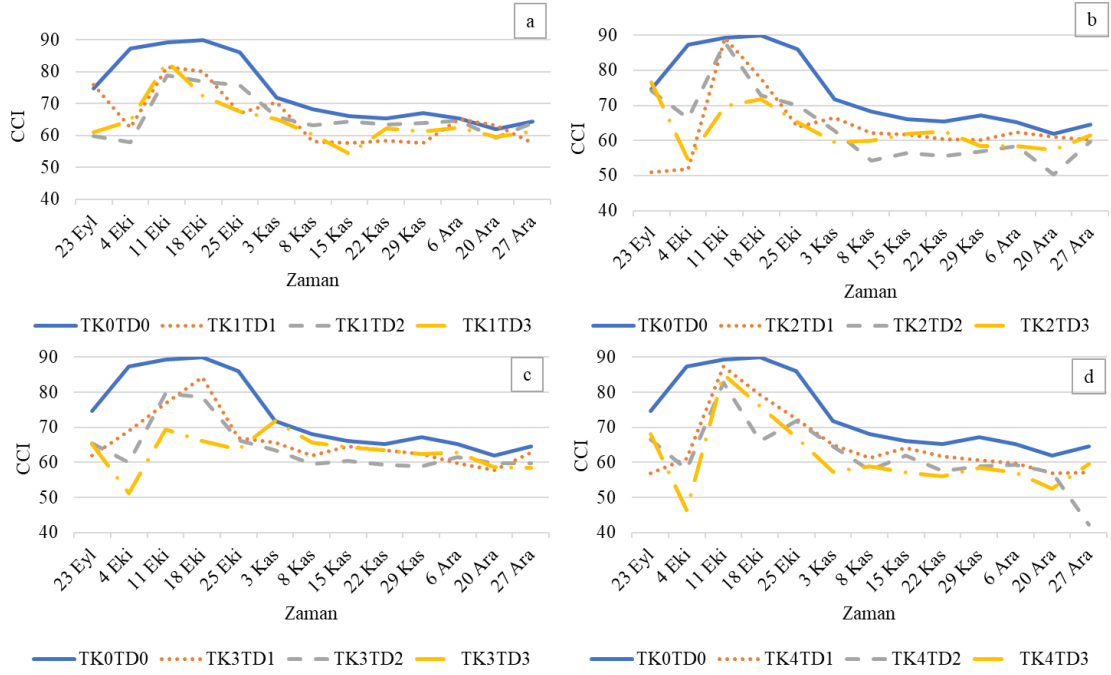 a
90
80
70
60
50
40
CCI
23 Eyl
4 Eki
11 Eki
18 Eki
25 Eki
3 Kas
8 Kas
15 Kas
22 Kas
29 Kas
6 Ara
20 Ara
27 Ara
Zaman
TK0TD0 TK1TD1 TK1TD2 TK1TD3
b
90
80
70
60
50
40
CCI
23 Eyl
4 Eki
11 Eki
18 Eki
25 Eki
3 Kas
8 Kas
15 Kas
22 Kas
29 Kas
6 Ara
20 Ara
27 Ara
Zaman
TK0TD0 TK2TD1 TK2TD2 TK2TD3
c
90
80
70
60
50
40
CCI
23 Eyl
4 Eki
11 Eki
18 Eki
25 Eki
3 Kas
8 Kas
15 Kas
22 Kas
29 Kas
6 Ara
20 Ara
27 Ara
Zaman
TK0TD0 TK3TD1 TK3TD2 TK3TD3
d
90
80
70
60
50
40
CCI
23 Eyl
4 Eki
11 Eki
18 Eki
25 Eki
3 Kas
8 Kas
15 Kas
22 Kas
29 Kas
6 Ara
20 Ara
27 Ara
Zaman
TK0TD0 TK4TD1 TK4TD2 TK4TD3